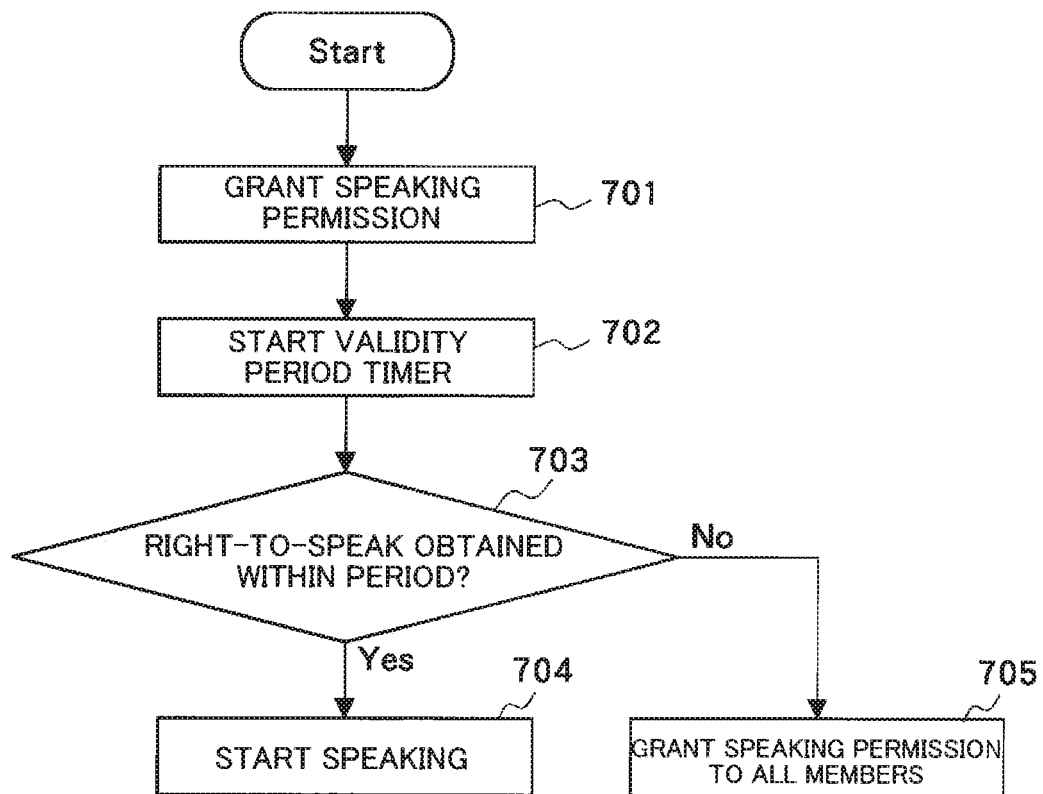 Start
GRANT SPEAKING
PERMISSION
701
START VALIDITY
PERIOD TIMER
702
703
RIGHT-TO-SPEAK OBTAINED
WITHIN PERIOD?
No
Yes
704
START SPEAKING
705
GRANT SPEAKING PERMISSION
TO ALL MEMBERS